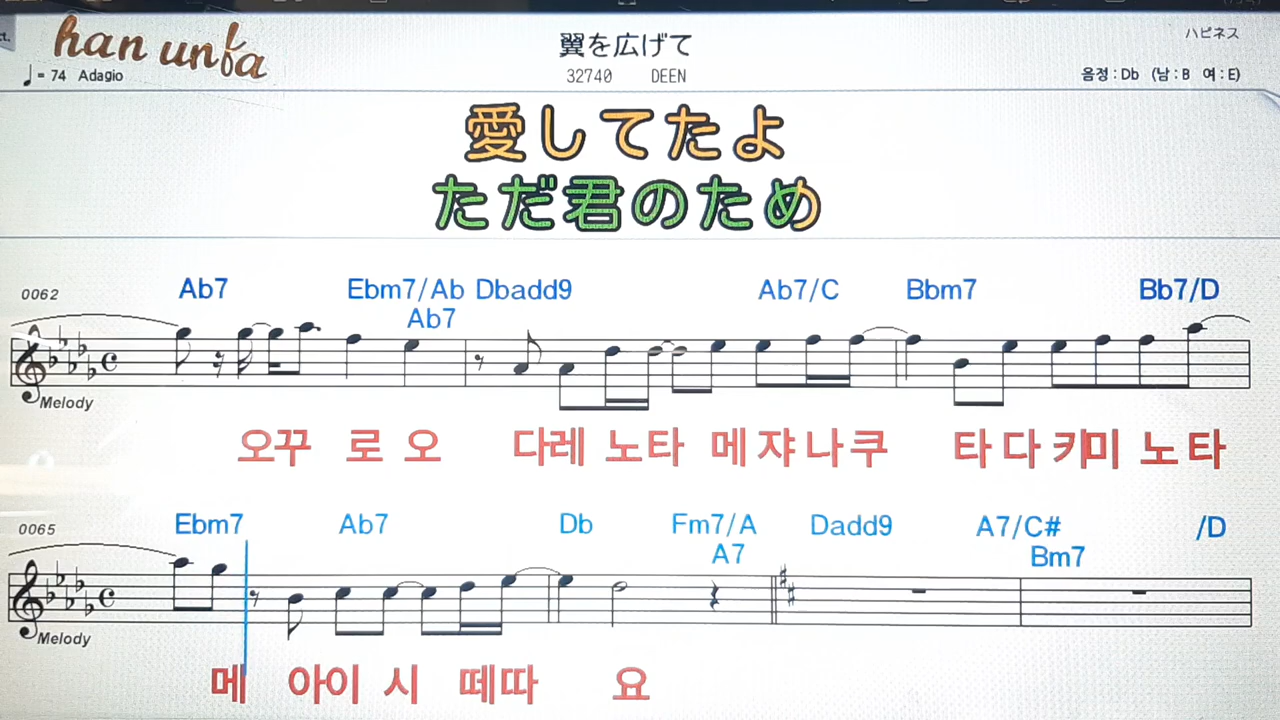 ct.
han unfa
翼を広げて
ハピネス
♩= 74 Adagio
32740 DEEN
음정 : Db (남 : B 여 : E)
愛してたよ
ただ君のため
0062 Ab7 Ebm7/Ab Dbadd9 Ab7/C Bbm7 Bb7/D
Ab7
Melody
오꾸 로 오 다레 노타 메 쟈 나 쿠 타 다 키미 노 타
0065 Ebm7 Ab7 Db Fm7/A Dadd9 A7/C# /D
A7 Bm7
Melody
메 아이 시 떼따 요